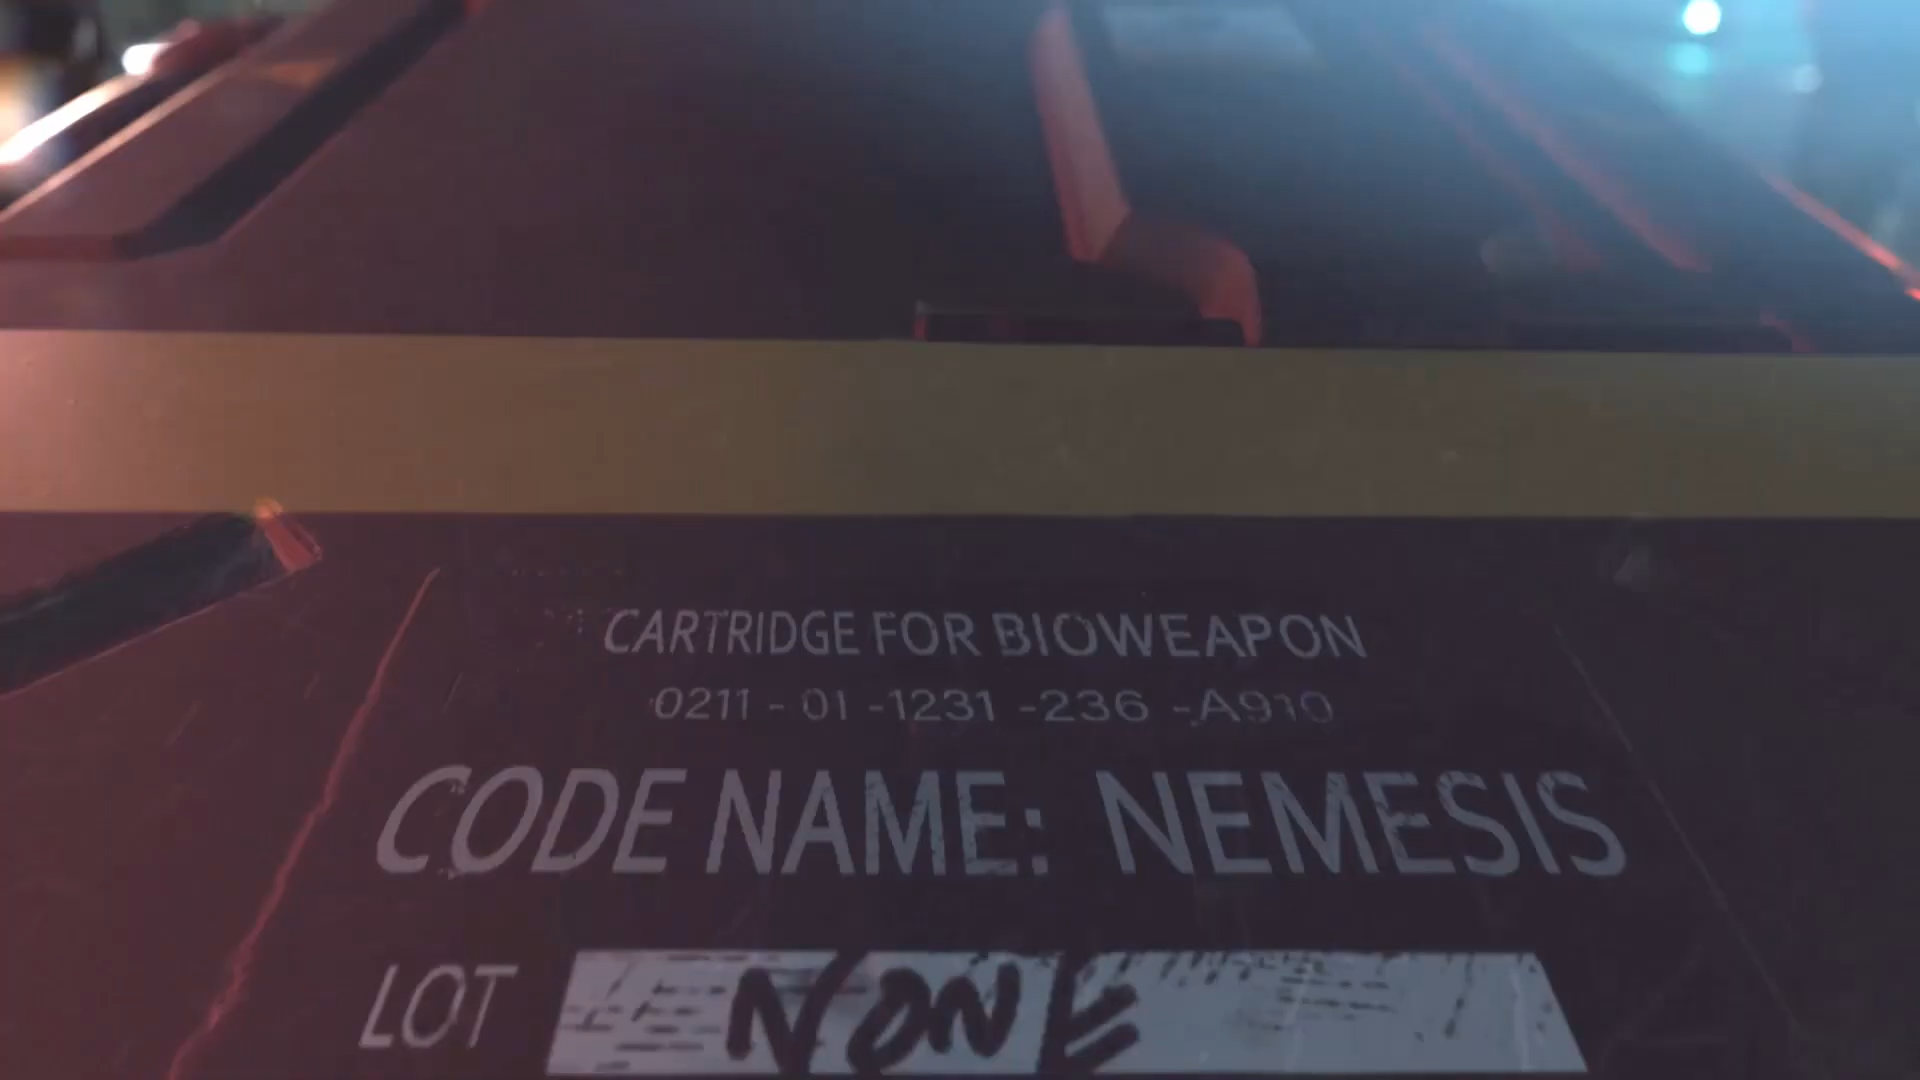 CARTRIDGE FOR BIOWEAPON
0211 - 01 -1231 -236 -A910
CODE NAME: NEMESIS
LOT NONE